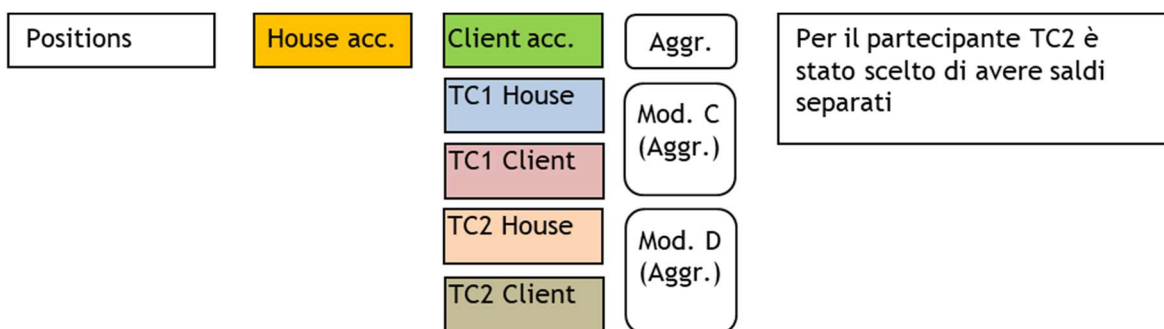 Positions
House acc.
Client acc.
Aggr.
Per il partecipante TC2 è
stato scelto di avere saldi
separati
TC1 House
Mod. C
(Aggr.)
TC1 Client
TC2 House
Mod. D
(Aggr.)
TC2 Client